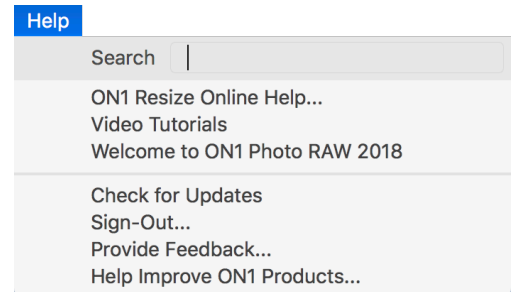 Help
Search
ON1 Resize Online Help...
Video Tutorials
Welcome to ON1 Photo RAW 2018
Check for Updates
Sign-Out...
Provide Feedback...
Help Improve ON1 Products...